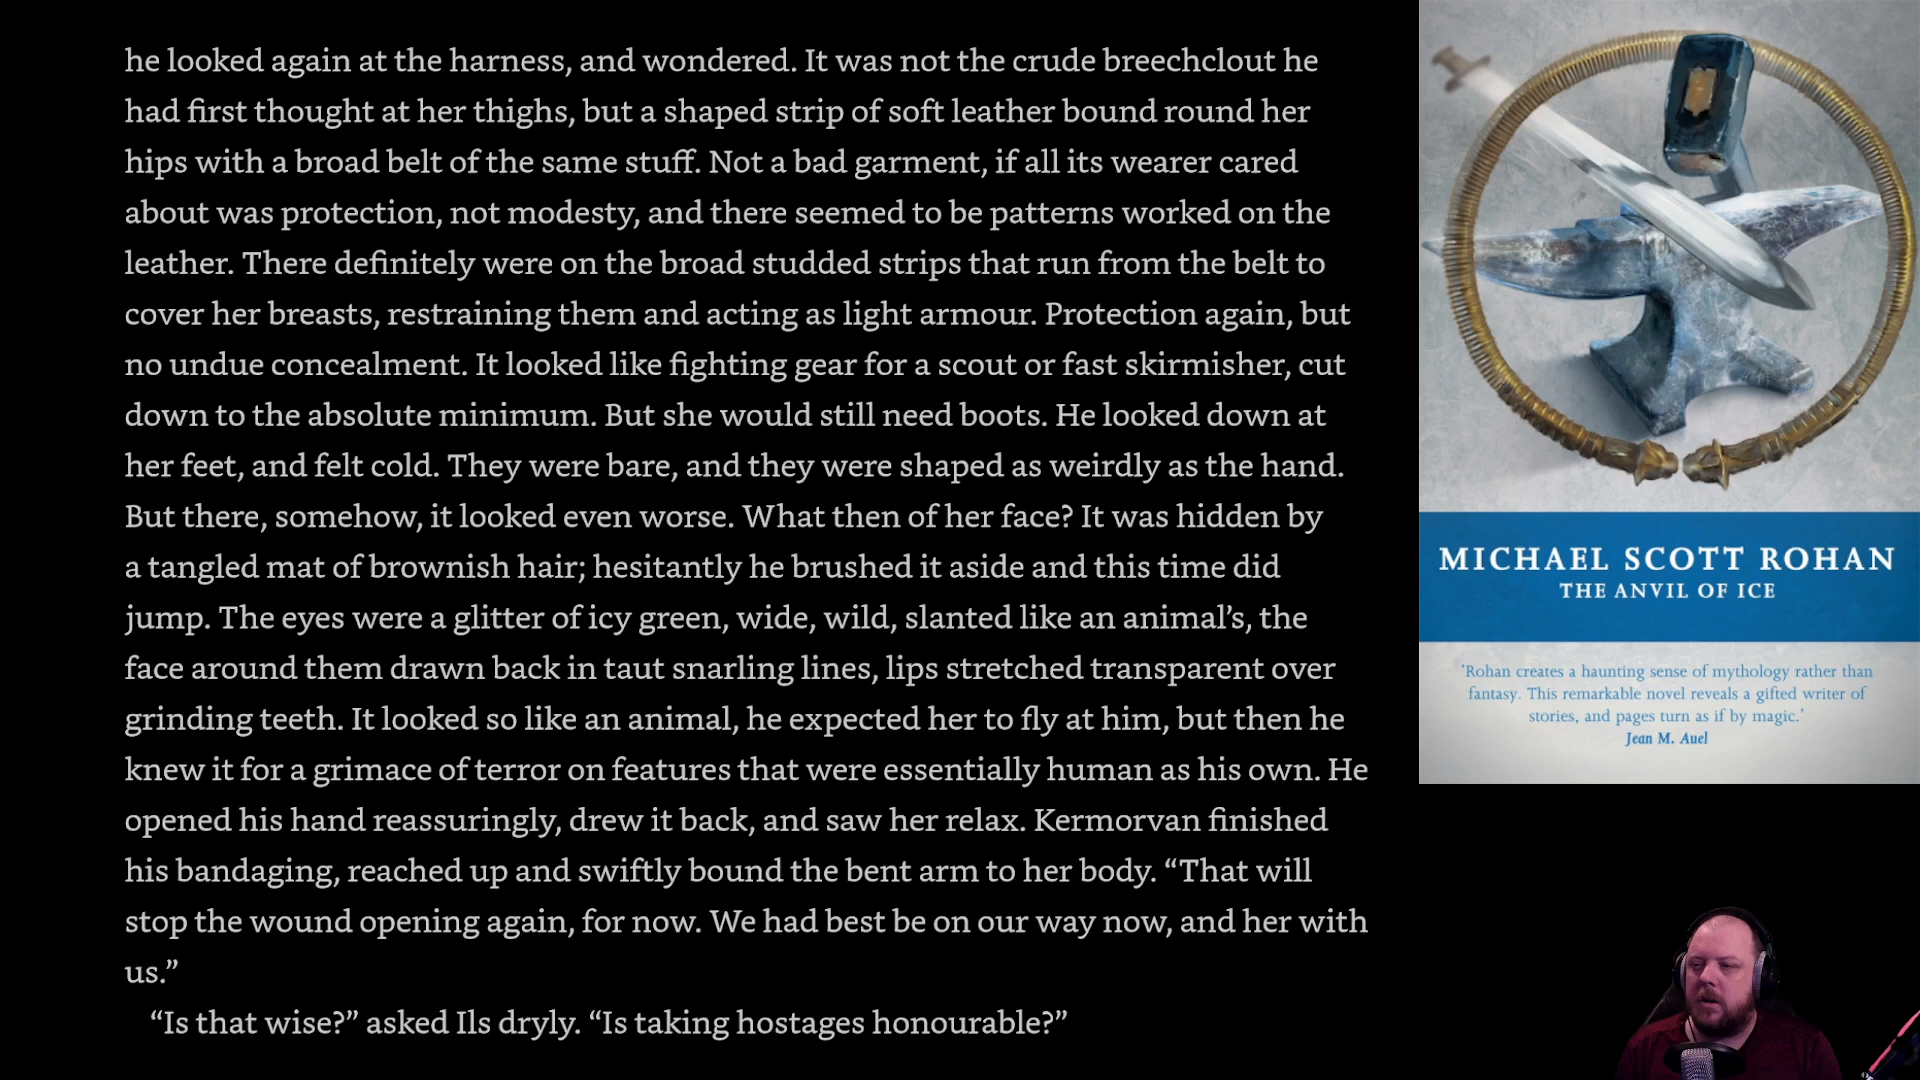 he looked again at the harness, and wondered. It was not the crude breechclout he
had first thought at her thighs, but a shaped strip of soft leather bound round her
hips with a broad belt of the same stuff. Not a bad garment, if all its wearer cared
about was protection, not modesty, and there seemed to be patterns worked on the
leather. There definitely were on the broad studded strips that run from the belt to
cover her breasts, restraining them and acting as light armour. Protection again, but
no undue concealment. It looked like fighting gear for a scout or fast skirmisher, cut
down to the absolute minimum. But she would still need boots. He looked down at
her feet, and felt cold. They were bare, and they were shaped as weirdly as the hand.
But there, somehow, it looked even worse. What then of her face? It was hidden by
a tangled mat of brownish hair; hesitantly he brushed it aside and this time did
jump. The eyes were a glitter of icy green, wide, wild, slanted like an animal’s, the
face around them drawn back in taut snarling lines, lips stretched transparent over
grinding teeth. It looked so like an animal, he expected her to fly at him, but then he
knew it for a grimace of terror on features that were essentially human as his own. He
opened his hand reassuringly, drew it back, and saw her relax. Kermorvan finished
his bandaging, reached up and swiftly bound the bent arm to her body. “That will
stop the wound opening again, for now. We had best be on our way now, and her with
us.”
“Is that wise?” asked Ils dryly. “Is taking hostages honourable?”
MICHAEL SCOTT ROHAN
THE ANVIL OF ICE
‘Rohan creates a haunting sense of mythology rather than
fantasy. This remarkable novel reveals a gifted writer of
stories, and pages turn as if by magic.’
Jean M. Auel